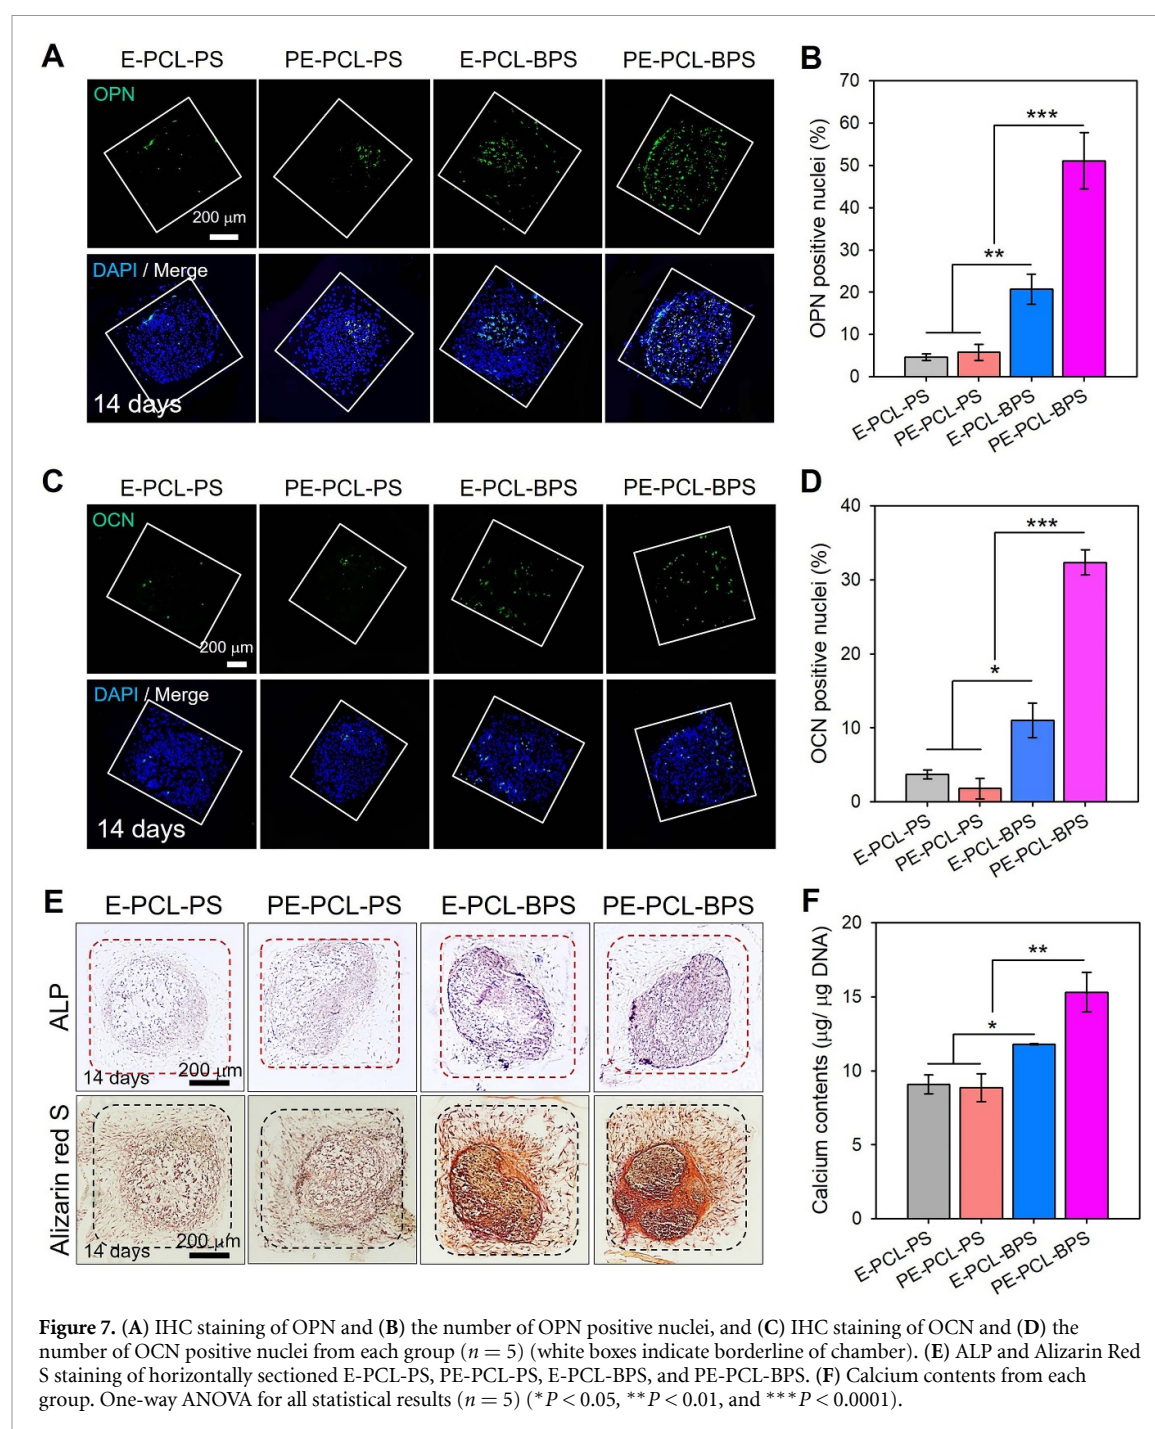 A
E-PCL-PS PE-PCL-PS E-PCL-BPS PE-PCL-BPS
OPN
200 µm
DAPI / Merge
14 days
B
OPN positive nuclei (%)
70
60
50
40
30
20
10
0
***
**
E-PCL-PS
PE-PCL-PS
E-PCL-BPS
PE-PCL-BPS
C
E-PCL-PS PE-PCL-PS E-PCL-BPS PE-PCL-BPS
OCN
200 µm
DAPI / Merge
14 days
D
OCN positive nuclei (%)
40
30
20
10
0
***
*
E-PCL-PS
PE-PCL-PS
E-PCL-BPS
PE-PCL-BPS
E
E-PCL-PS PE-PCL-PS E-PCL-BPS PE-PCL-BPS
ALP
14 days
200 µm
Alizarin red S
14 days
200 µm
F
Calcium contents (µg/ µg DNA)
20
15
10
5
0
**
*
E-PCL-PS
PE-PCL-PS
E-PCL-BPS
PE-PCL-BPS
Figure 7. (A) IHC staining of OPN and (B) the number of OPN positive nuclei, and (C) IHC staining of OCN and (D) the
number of OCN positive nuclei from each group (n = 5) (white boxes indicate borderline of chamber). (E) ALP and Alizarin Red
S staining of horizontally sectioned E-PCL-PS, PE-PCL-PS, E-PCL-BPS, and PE-PCL-BPS. (F) Calcium contents from each
group. One-way ANOVA for all statistical results (n = 5) (*P < 0.05, **P < 0.01, and ***P < 0.0001).